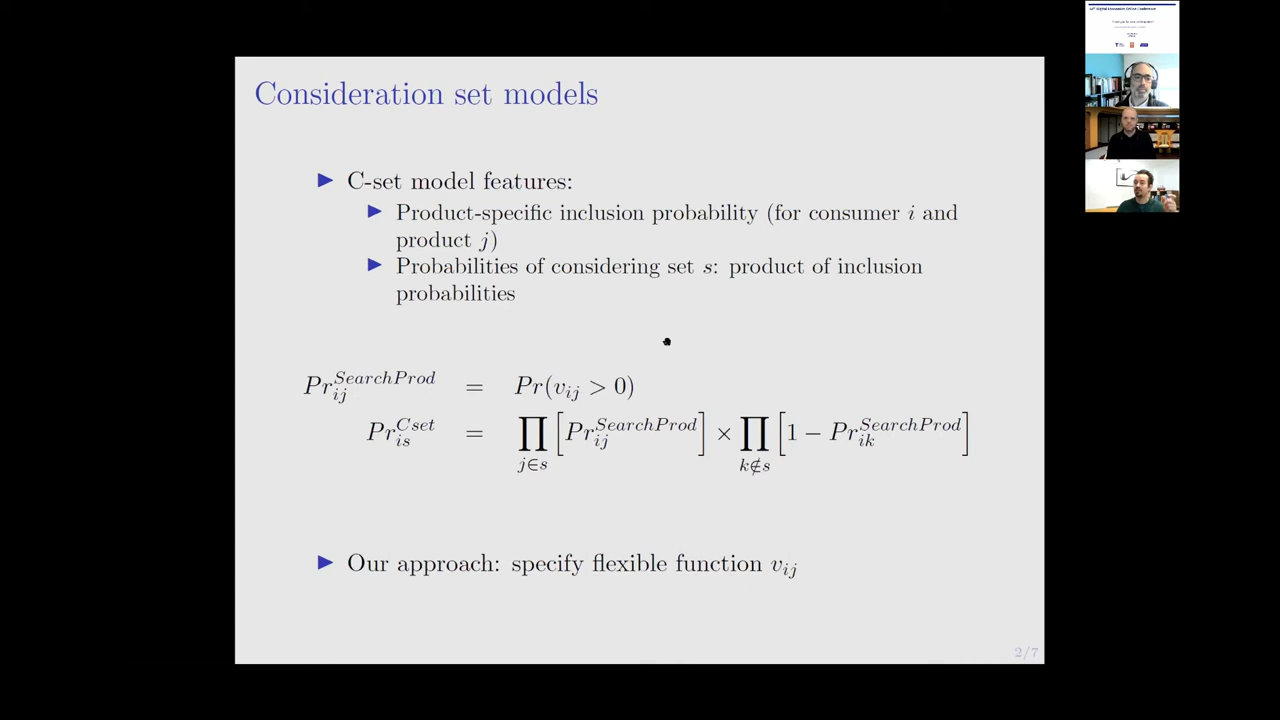 Consideration set models
▶ C-set model features:
▶ Product-specific inclusion probability (for consumer i and
product j)
▶ Probabilities of considering set s: product of inclusion
probabilities
Pr_{ij}^{SearchProd} = Pr(v_{ij} > 0)
Pr_{is}^{Cset} = ∏_{j∈s} [Pr_{ij}^{SearchProd}] × ∏_{k∉s} [1 − Pr_{ik}^{SearchProd}]
▶ Our approach: specify flexible function v_{ij}
2/7